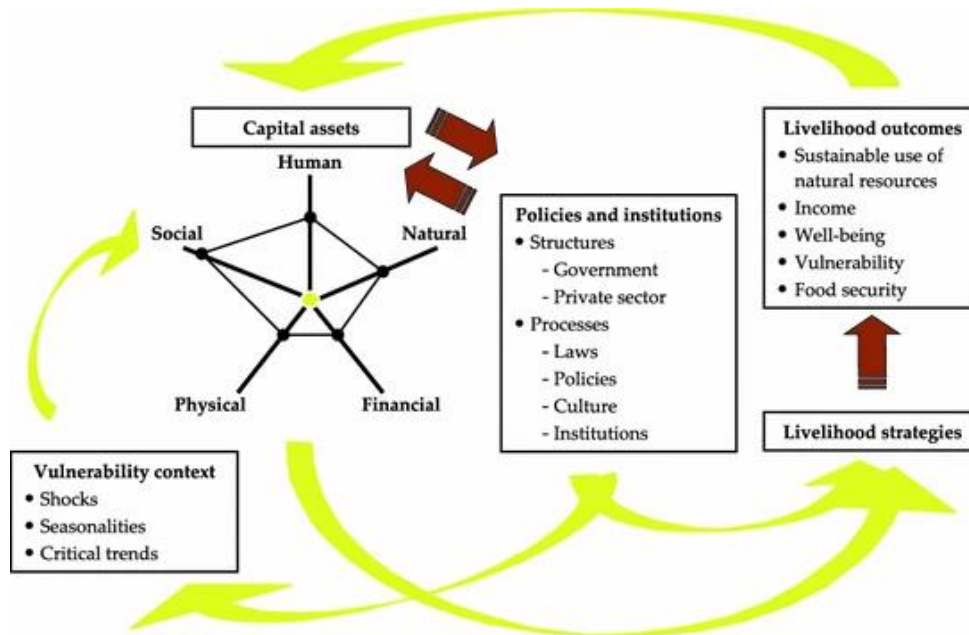 Capital assets
Human
Social
Natural
Physical
Financial
Vulnerability context
• Shocks
• Seasonalities
• Critical trends
Policies and institutions
• Structures
- Government
- Private sector
• Processes
- Laws
- Policies
- Culture
- Institutions
Livelihood outcomes
• Sustainable use of
natural resources
• Income
• Well-being
• Vulnerability
• Food security
Livelihood strategies